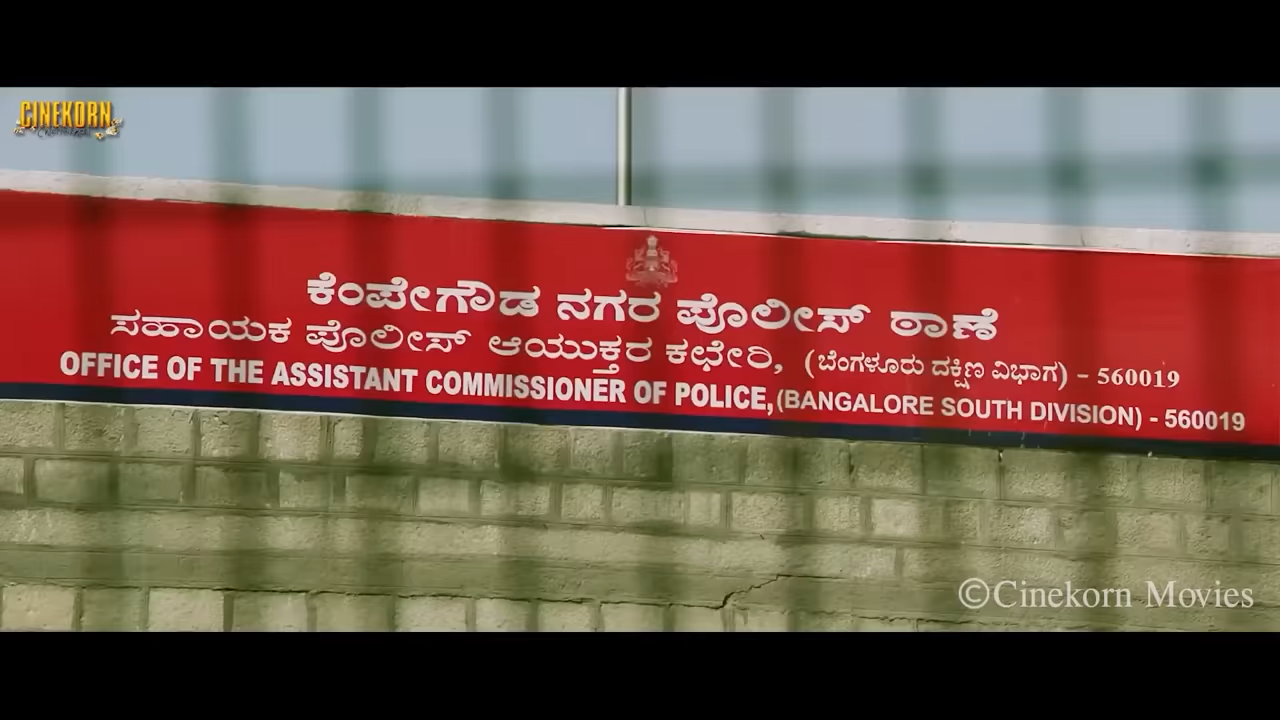 CINEKORN
ಕೆಂಪೇಗೌಡ ನಗರ ಪೊಲೀಸ್ ಠಾಣೆ
ಸಹಾಯಕ ಪೊಲೀಸ್ ಆಯುಕ್ತರ ಕಛೇರಿ, (ಬೆಂಗಳೂರು ದಕ್ಷಿಣ ವಿಭಾಗ) - 560019
OFFICE OF THE ASSISTANT COMMISSIONER OF POLICE, (BANGALORE SOUTH DIVISION) - 560019
©Cinekorn Movies